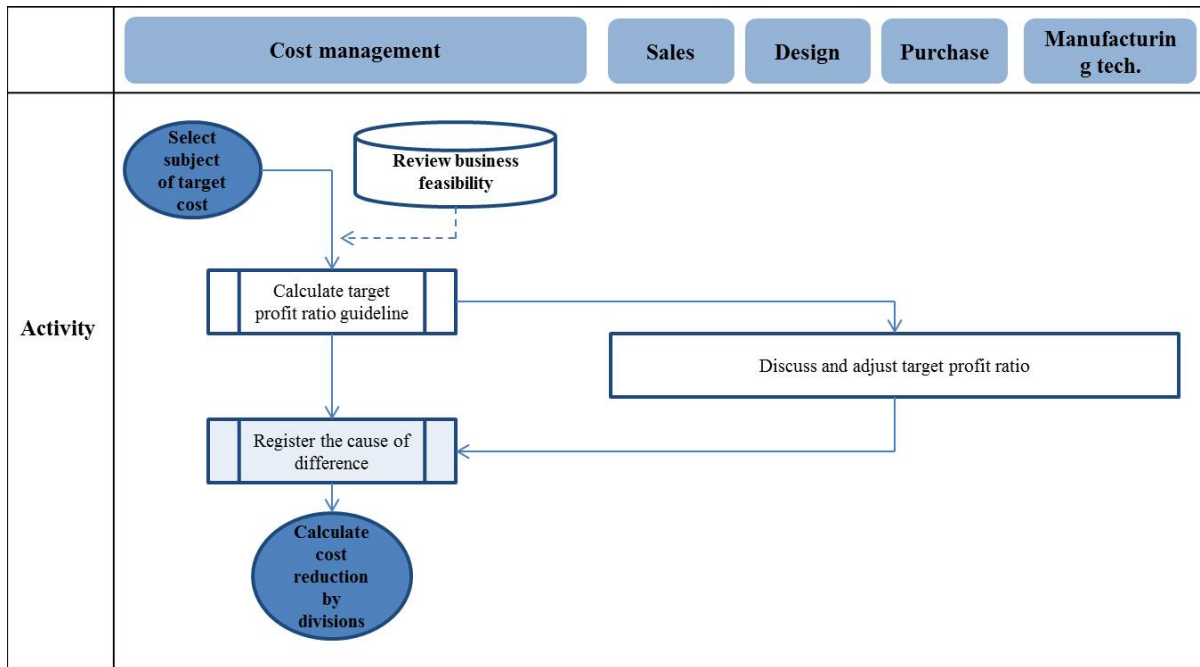 Cost management
Sales
Design
Purchase
Manufacturin
g tech.
Activity
Select
subject
of target
cost
Review business
feasibility
Calculate target
profit ratio guideline
Discuss and adjust target profit ratio
Register the cause of
difference
Calculate
cost
reduction
by
divisions